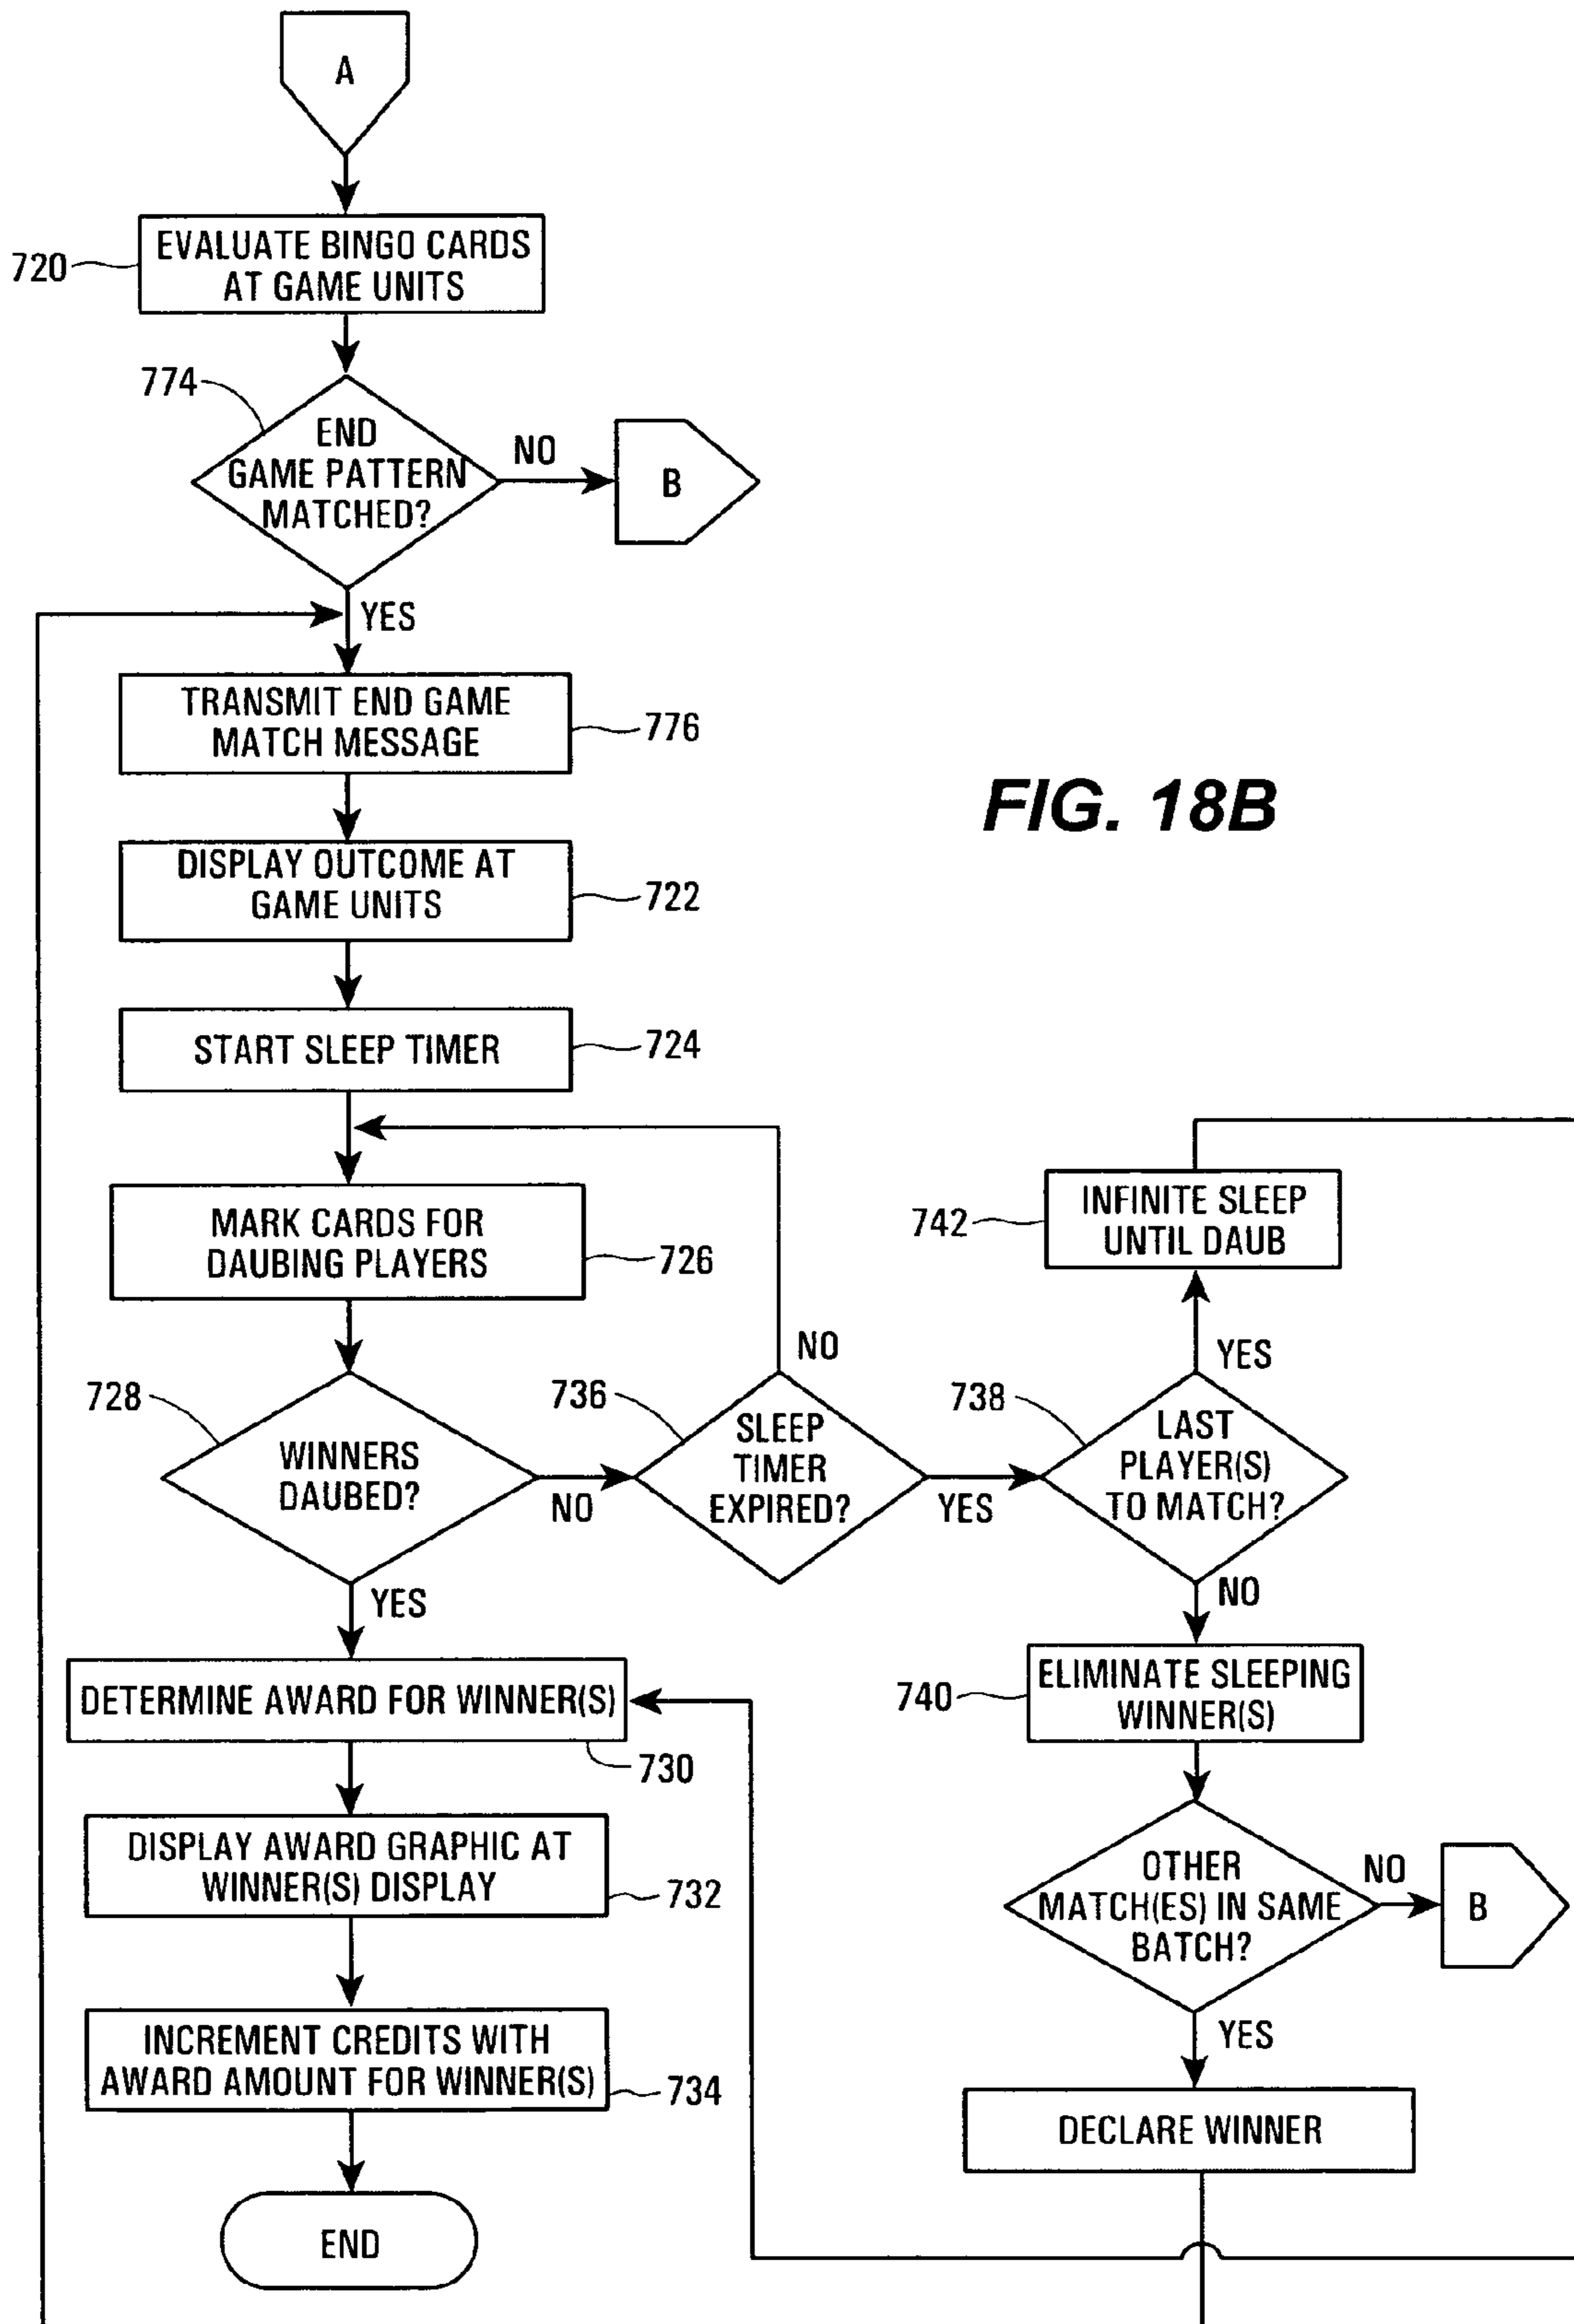 A
720
EVALUATE BINGO CARDS
AT GAME UNITS
774
END
GAME PATTERN
MATCHED?
NO
B
YES
TRANSMIT END GAME
MATCH MESSAGE
776
FIG. 18B
DISPLAY OUTCOME AT
GAME UNITS
722
START SLEEP TIMER
724
MARK CARDS FOR
DAUBING PLAYERS
726
742
INFINITE SLEEP
UNTIL DAUB
728
WINNERS
DAUBED?
NO
736
SLEEP
TIMER
EXPIRED?
NO
YES
738
LAST
PLAYER(S)
TO MATCH?
YES
NO
YES
DETERMINE AWARD FOR WINNER(S)
730
740
ELIMINATE SLEEPING
WINNER(S)
DISPLAY AWARD GRAPHIC AT
WINNER(S) DISPLAY
732
OTHER
MATCH(ES) IN SAME
BATCH?
NO
B
YES
INCREMENT CREDITS WITH
AWARD AMOUNT FOR WINNER(S)
734
DECLARE WINNER
END